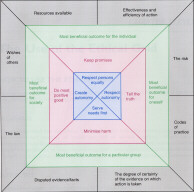 Resources available
Effectiveness and
efficiency of action
Most beneficial outcome for the individual
Wishes
of
others
Keep promises
The risk
Respect persons
equally
Most
beneficial
outcome for
society
Do most
positive
good
Create
autonomy
Respect
autonomy
Tell the
truth
Most
beneficial
outcome for
oneself
Serve
needs first
Codes
of
practice
The law
Minimise harm
Most beneficial outcome for a particular group
Disputed evidence/facts
The degree of certainty
of the evidence on which
action is taken